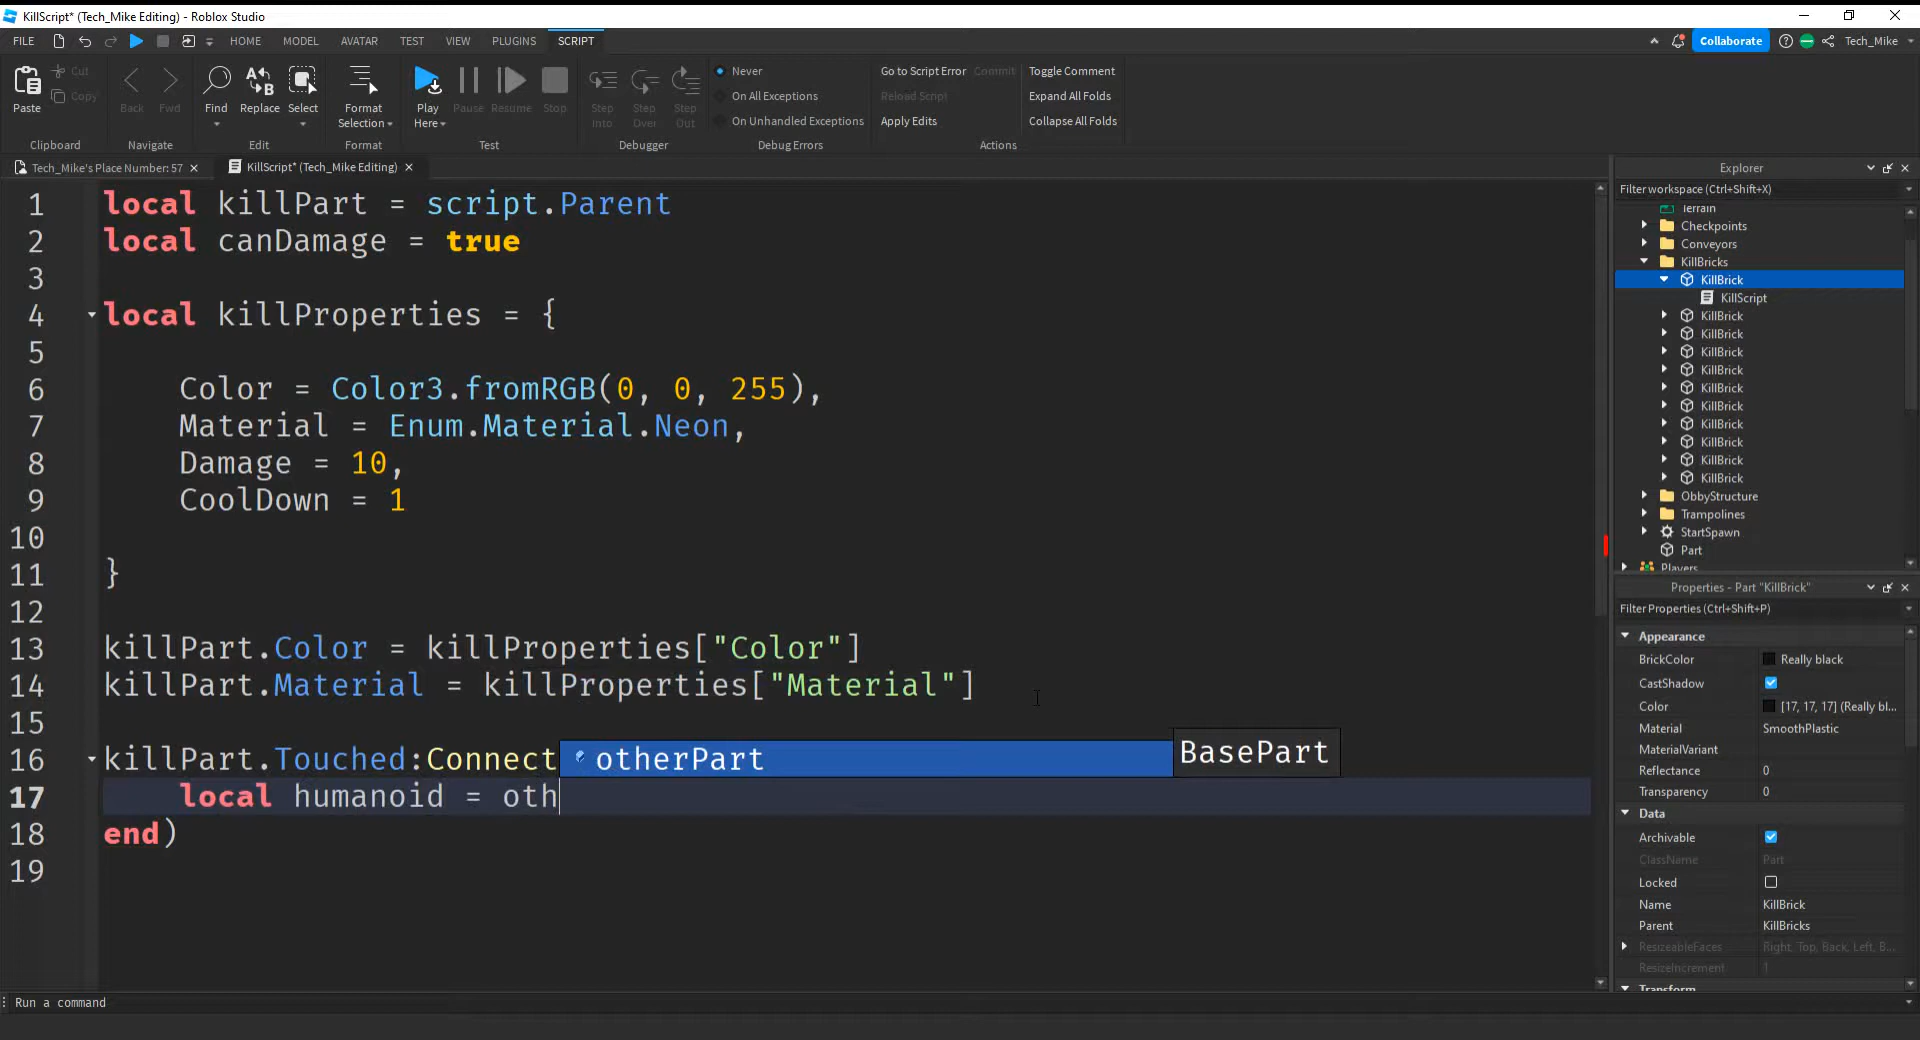 KillScript* (Tech_Mike Editing) - Roblox Studio
FILE HOME MODEL AVATAR TEST VIEW PLUGINS SCRIPT Collaborate Tech_Mike
Paste Cut Copy
Clipboard
Back Fwd
Navigate
Find Replace Select
Edit
Format Selection
Format
Play Here Pause Resume Stop
Test
Step Into Step Over Step Out
Debugger
Never
On All Exceptions
On Unhandled Exceptions
Debug Errors
Go to Script Error Commit Toggle Comment
Reload Script Expand All Folds
Apply Edits Collapse All Folds
Actions
Tech_Mike's Place Number: 57 KillScript* (Tech_Mike Editing)
1 local killPart = script.Parent
2 local canDamage = true
3
4 local killProperties = {
5
6 Color = Color3.fromRGB(0, 0, 255),
7 Material = Enum.Material.Neon,
8 Damage = 10,
9 CoolDown = 1
10
11 }
12
13 killPart.Color = killProperties["Color"]
14 killPart.Material = killProperties["Material"]
15
16 killPart.Touched:Connect
otherPart BasePart
17 local humanoid = oth
18 end)
19
Run a command
Explorer
Filter workspace (Ctrl+Shift+X)
Terrain
Checkpoints
Conveyors
KillBricks
KillBrick
KillScript
KillBrick
KillBrick
KillBrick
KillBrick
KillBrick
KillBrick
KillBrick
KillBrick
KillBrick
KillBrick
ObbyStructure
Trampolines
StartSpawn
Part
Players
Properties - Part "KillBrick"
Filter Properties (Ctrl+Shift+P)
Appearance
BrickColor Really black
CastShadow
Color [17, 17, 17] (Really bl...
Material SmoothPlastic
MaterialVariant
Reflectance 0
Transparency 0
Data
Archivable
ClassName Part
Locked
Name KillBrick
Parent KillBricks
ResizeableFaces Right, Top, Back, Left, B...
ResizeIncrement 1
Transform